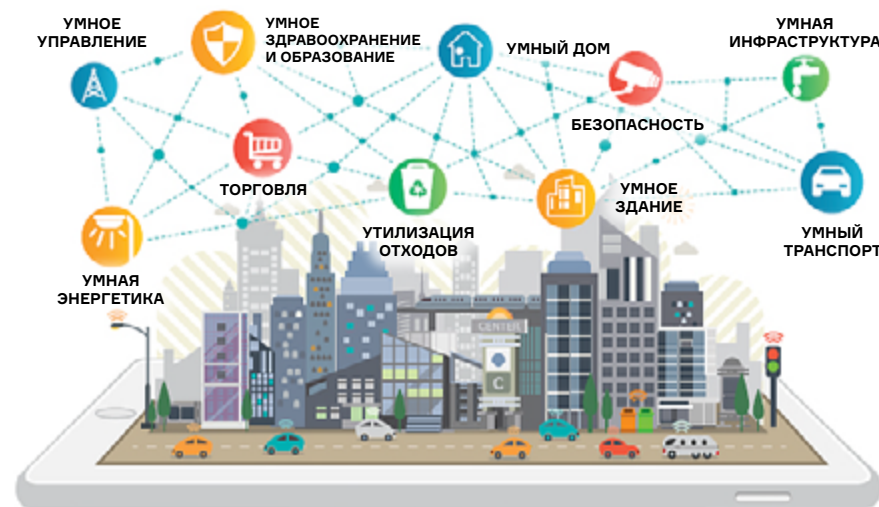 УМНОЕ
УПРАВЛЕНИЕ
УМНОЕ
ЗДРАВООХРАНЕНИЕ
И ОБРАЗОВАНИЕ
УМНЫЙ ДОМ
УМНАЯ
ИНФРАСТРУКТУРА
БЕЗОПАСНОСТЬ
ТОРГОВЛЯ
УТИЛИЗАЦИЯ
ОТХОДОВ
УМНОЕ
ЗДАНИЕ
УМНЫЙ
ТРАНСПОРТ
УМНАЯ
ЭНЕРГЕТИКА
CENTER
C